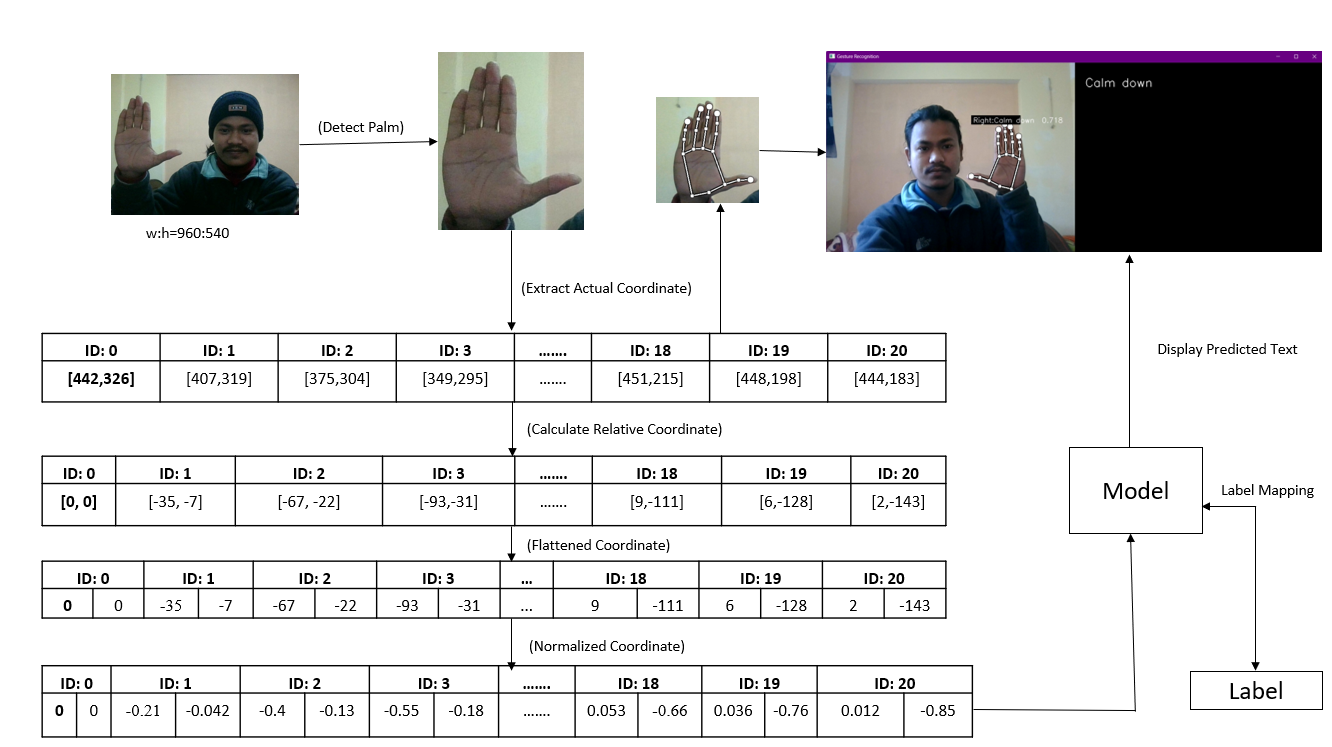 Gesture Recognition
Calm down
Right:Calm down 0.718
(Detect Palm)
w:h=960:540
(Extract Actual Coordinate)
ID: 0 ID: 1 ID: 2 ID: 3 ....... ID: 18 ID: 19 ID: 20
[442,326] [407,319] [375,304] [349,295] ....... [451,215] [448,198] [444,183]
Display Predicted Text
(Calculate Relative Coordinate)
ID: 0 ID: 1 ID: 2 ID: 3 ....... ID: 18 ID: 19 ID: 20
[0, 0] [-35, -7] [-67, -22] [-93,-31] ....... [9,-111] [6,-128] [2,-143]
Model
Label Mapping
(Flattened Coordinate)
ID: 0 ID: 1 ID: 2 ID: 3 ... ID: 18 ID: 19 ID: 20
0 0 -35 -7 -67 -22 -93 -31 ... 9 -111 6 -128 2 -143
(Normalized Coordinate)
ID: 0 ID: 1 ID: 2 ID: 3 ....... ID: 18 ID: 19 ID: 20
0 0 -0.21 -0.042 -0.4 -0.13 -0.55 -0.18 ....... 0.053 -0.66 0.036 -0.76 0.012 -0.85
Label